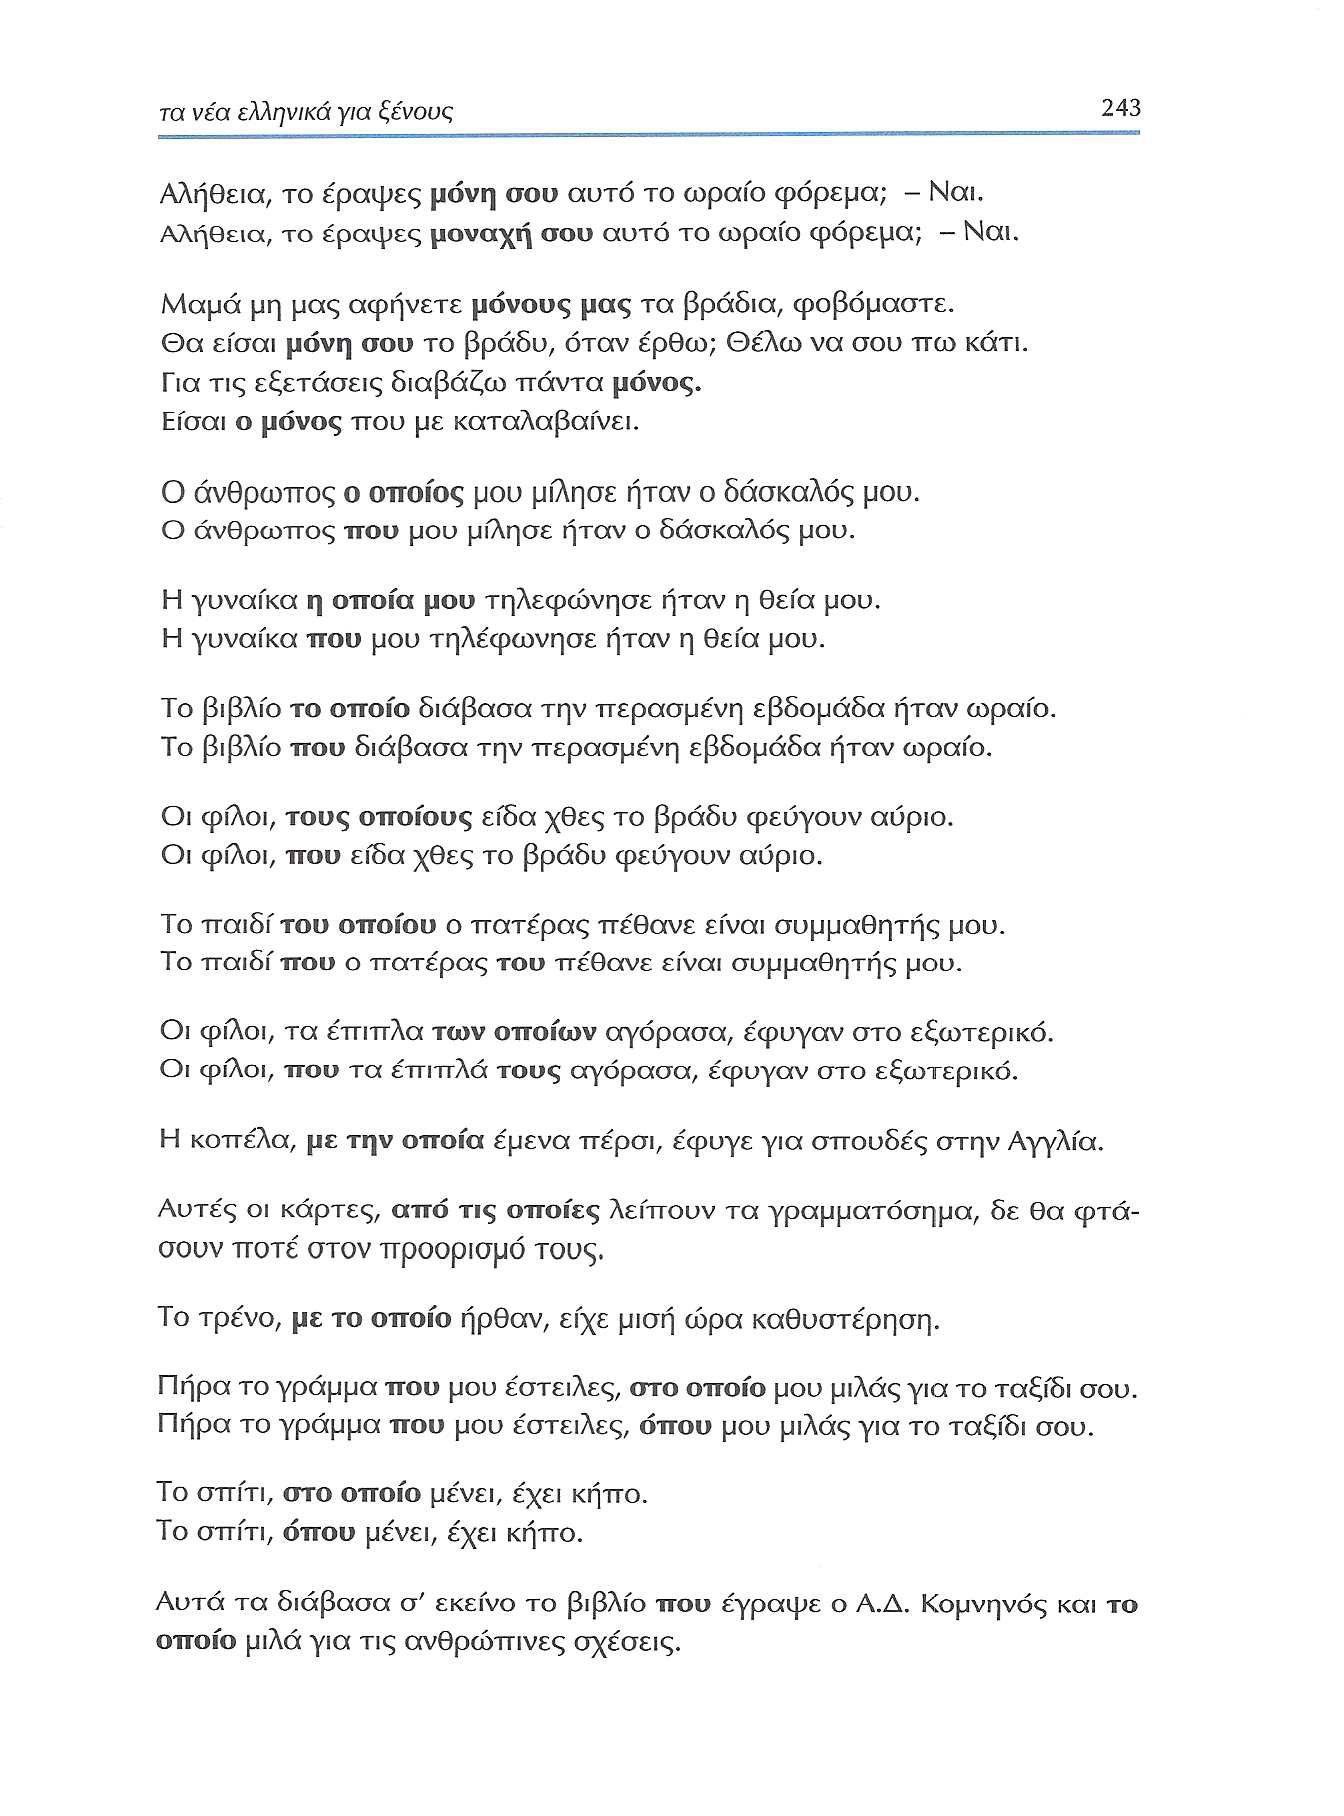 τα νέα ελληνικά για ξένους 243
Αλήθεια, το έραψες μόνη σου αυτό το ωραίο φόρεμα; – Ναι.
Αλήθεια, το έραψες μοναχή σου αυτό το ωραίο φόρεμα; – Ναι.
Μαμά μη μας αφήνετε μόνους μας τα βράδια, φοβόμαστε.
Θα είσαι μόνη σου το βράδυ, όταν έρθω; Θέλω να σου πω κάτι.
Για τις εξετάσεις διαβάζω πάντα μόνος.
Είσαι ο μόνος που με καταλαβαίνει.
Ο άνθρωπος ο οποίος μου μίλησε ήταν ο δάσκαλός μου.
Ο άνθρωπος που μου μίλησε ήταν ο δάσκαλός μου.
Η γυναίκα η οποία μου τηλεφώνησε ήταν η θεία μου.
Η γυναίκα που μου τηλέφωνησε ήταν η θεία μου.
Το βιβλίο το οποίο διάβασα την περασμένη εβδομάδα ήταν ωραίο.
Το βιβλίο που διάβασα την περασμένη εβδομάδα ήταν ωραίο.
Οι φίλοι, τους οποίους είδα χθες το βράδυ φεύγουν αύριο.
Οι φίλοι, που είδα χθες το βράδυ φεύγουν αύριο.
Το παιδί του οποίου ο πατέρας πέθανε είναι συμμαθητής μου.
Το παιδί που ο πατέρας του πέθανε είναι συμμαθητής μου.
Οι φίλοι, τα έπιπλα των οποίων αγόρασα, έφυγαν στο εξωτερικό.
Οι φίλοι, που τα έπιπλά τους αγόρασα, έφυγαν στο εξωτερικό.
Η κοπέλα, με την οποία έμενα πέρσι, έφυγε για σπουδές στην Αγγλία.
Αυτές οι κάρτες, από τις οποίες λείπουν τα γραμματόσημα, δε θα φτά-
σουν ποτέ στον προορισμό τους.
Το τρένο, με το οποίο ήρθαν, είχε μισή ώρα καθυστέρηση.
Πήρα το γράμμα που μου έστειλες, στο οποίο μου μιλάς για το ταξίδι σου.
Πήρα το γράμμα που μου έστειλες, όπου μου μιλάς για το ταξίδι σου.
Το σπίτι, στο οποίο μένει, έχει κήπο.
Το σπίτι, όπου μένει, έχει κήπο.
Αυτά τα διάβασα σ' εκείνο το βιβλίο που έγραψε ο Α.Δ. Κομνηνός και το
οποίο μιλά για τις ανθρώπινες σχέσεις.